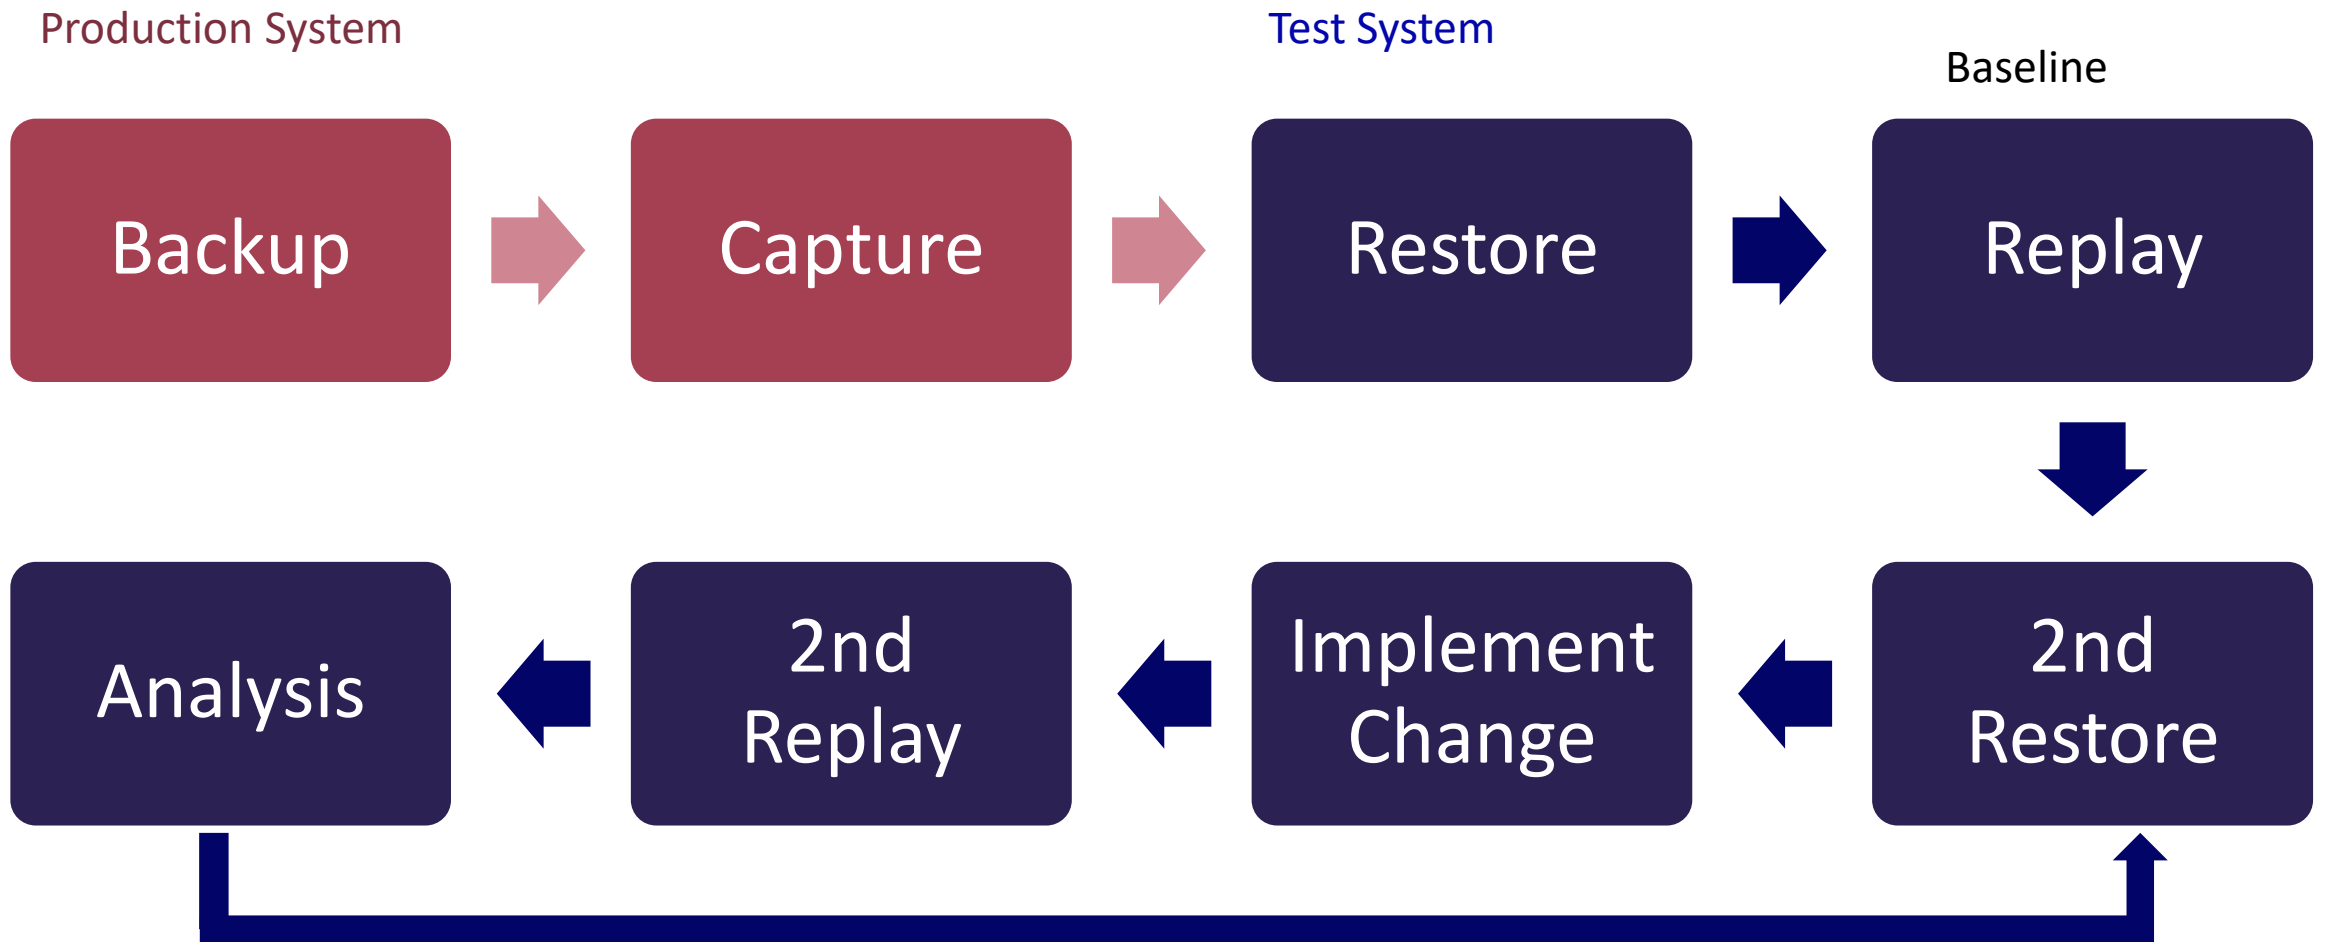 Production System
Test System
Baseline
Backup
Capture
Restore
Replay
Analysis
2nd
Replay
Implement
Change
2nd
Restore